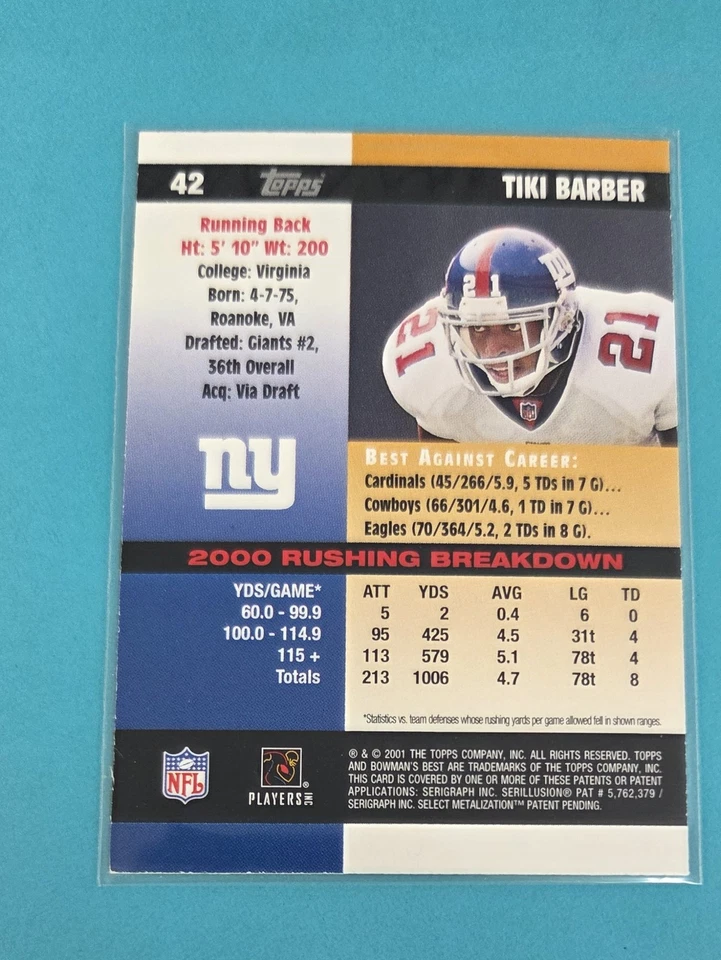 42 Topps TIKI BARBER
Running Back
Ht: 5' 10" Wt: 200
College: Virginia
Born: 4-7-75,
Roanoke, VA
Drafted: Giants #2,
36th Overall
Acq: Via Draft
ny
21
21
21
BEST AGAINST CAREER:
Cardinals (45/266/5.9, 5 TDs in 7 G)...
Cowboys (66/301/4.6, 1 TD in 7 G)...
Eagles (70/364/5.2, 2 TDs in 8 G).
2000 RUSHING BREAKDOWN
YDS/GAME* ATT YDS AVG LG TD
60.0 - 99.9 5 2 0.4 6 0
100.0 - 114.9 95 425 4.5 31t 4
115 + 113 579 5.1 78t 4
Totals 213 1006 4.7 78t 8
*Statistics vs. team defenses whose rushing yards per game allowed fell in shown ranges.
NFL
PLAYERS INC
® & © 2001 THE TOPPS COMPANY, INC. ALL RIGHTS RESERVED. TOPPS
AND BOWMAN'S BEST ARE TRADEMARKS OF THE TOPPS COMPANY, INC.
THIS CARD IS COVERED BY ONE OR MORE OF THESE PATENTS OR PATENT
APPLICATIONS: SERIGRAPH INC. SERILLUSION® PAT # 5,762,379 /
SERIGRAPH INC. SELECT METALIZATION™ PATENT PENDING.